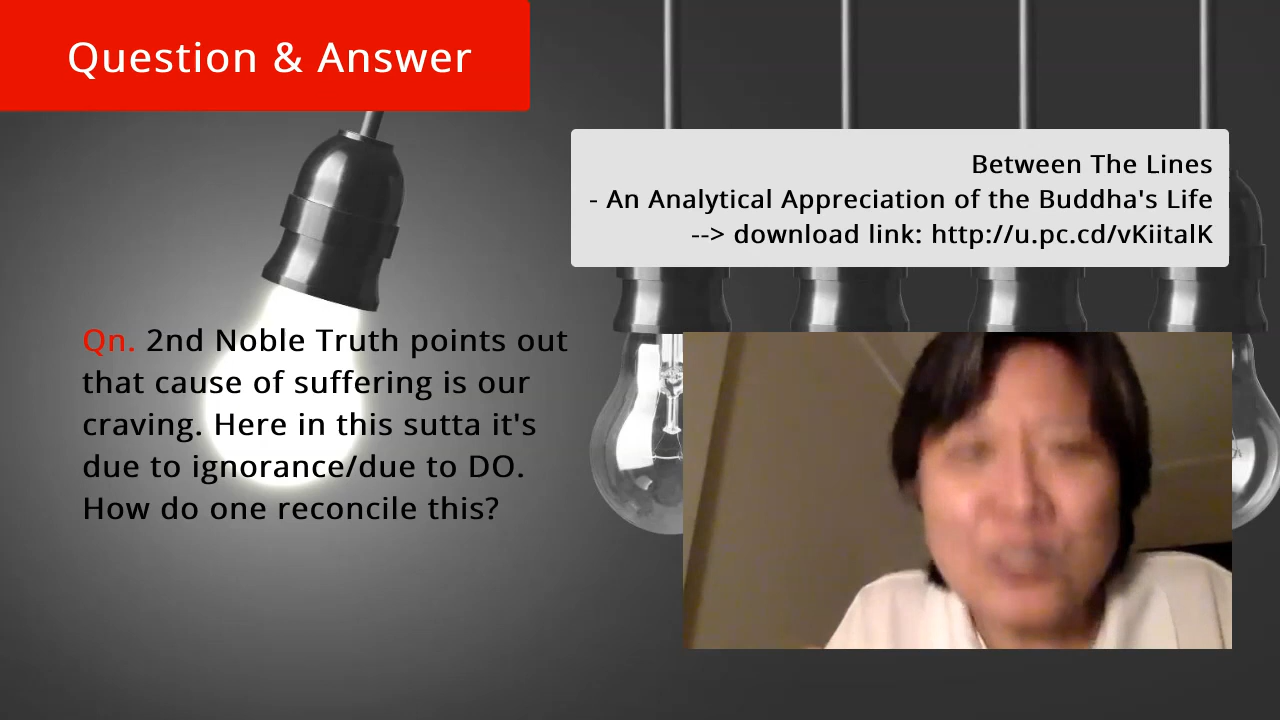 Question & Answer
Between The Lines
- An Analytical Appreciation of the Buddha's Life
--> download link: http://u.pc.cd/vKiitalK
Qn. 2nd Noble Truth points out
that cause of suffering is our
craving. Here in this sutta it's
due to ignorance/due to DO.
How do one reconcile this?